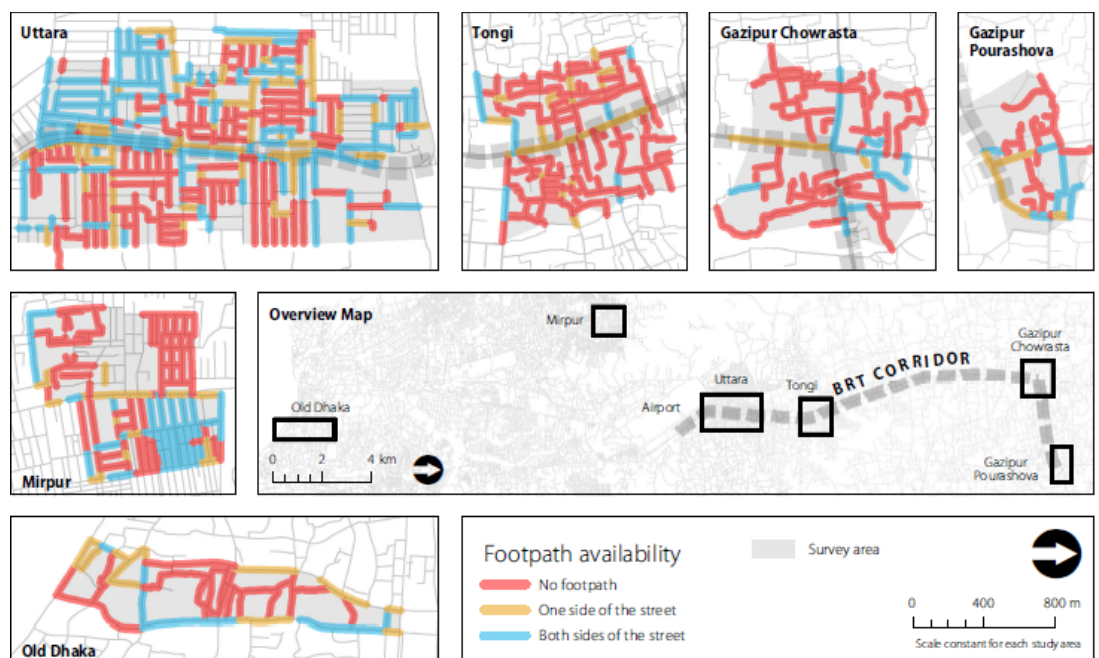 Uttara
Tongi
Gazipur Chowrasta
Gazipur
Pourashova
Mirpur
Overview Map
Mirpur
Old Dhaka
0 2 4 km
Airport
Uttara
Tongi
BRT CORRIDOR
Gazipur
Chowrasta
Gazipur
Pourashova
Old Dhaka
Footpath availability
No footpath
One side of the street
Both sides of the street
Survey area
0 400 800 m
Scale constant for each study area